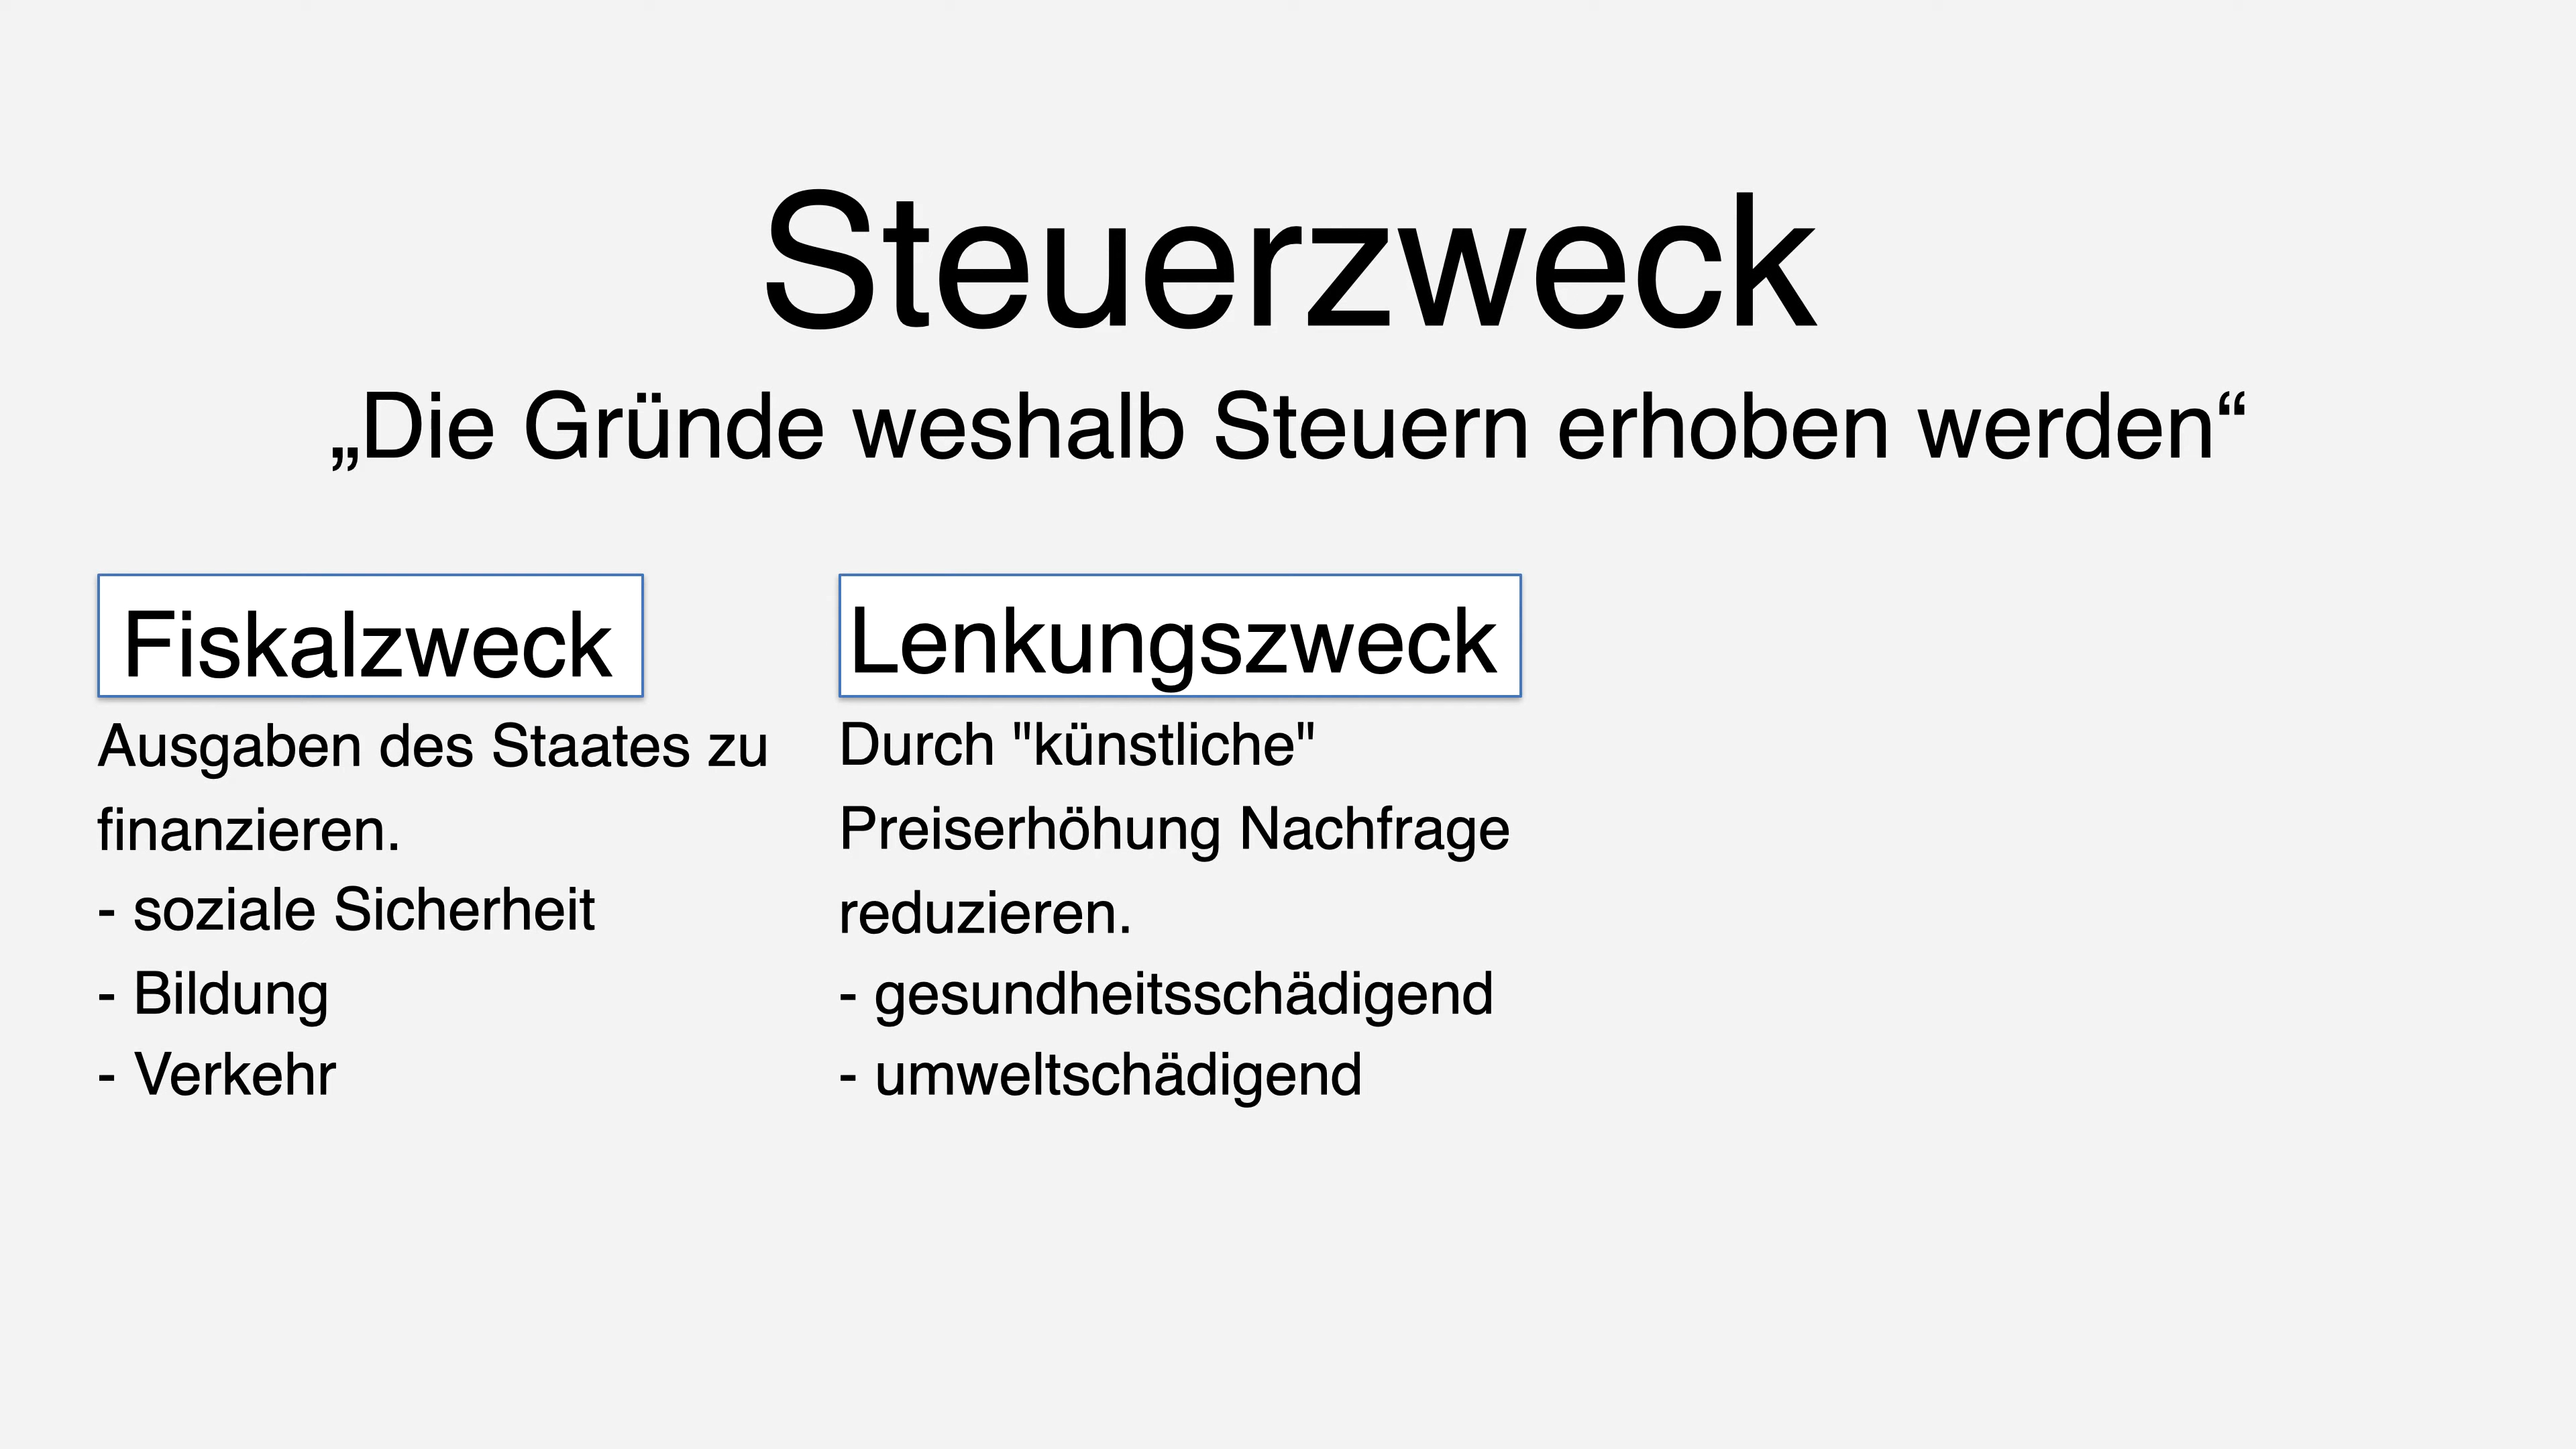 Steuerzweck
„Die Gründe weshalb Steuern erhoben werden“
Fiskalzweck
Ausgaben des Staates zu
finanzieren.
- soziale Sicherheit
- Bildung
- Verkehr
Lenkungszweck
Durch "künstliche"
Preiserhöhung Nachfrage
reduzieren.
- gesundheitsschädigend
- umweltschädigend